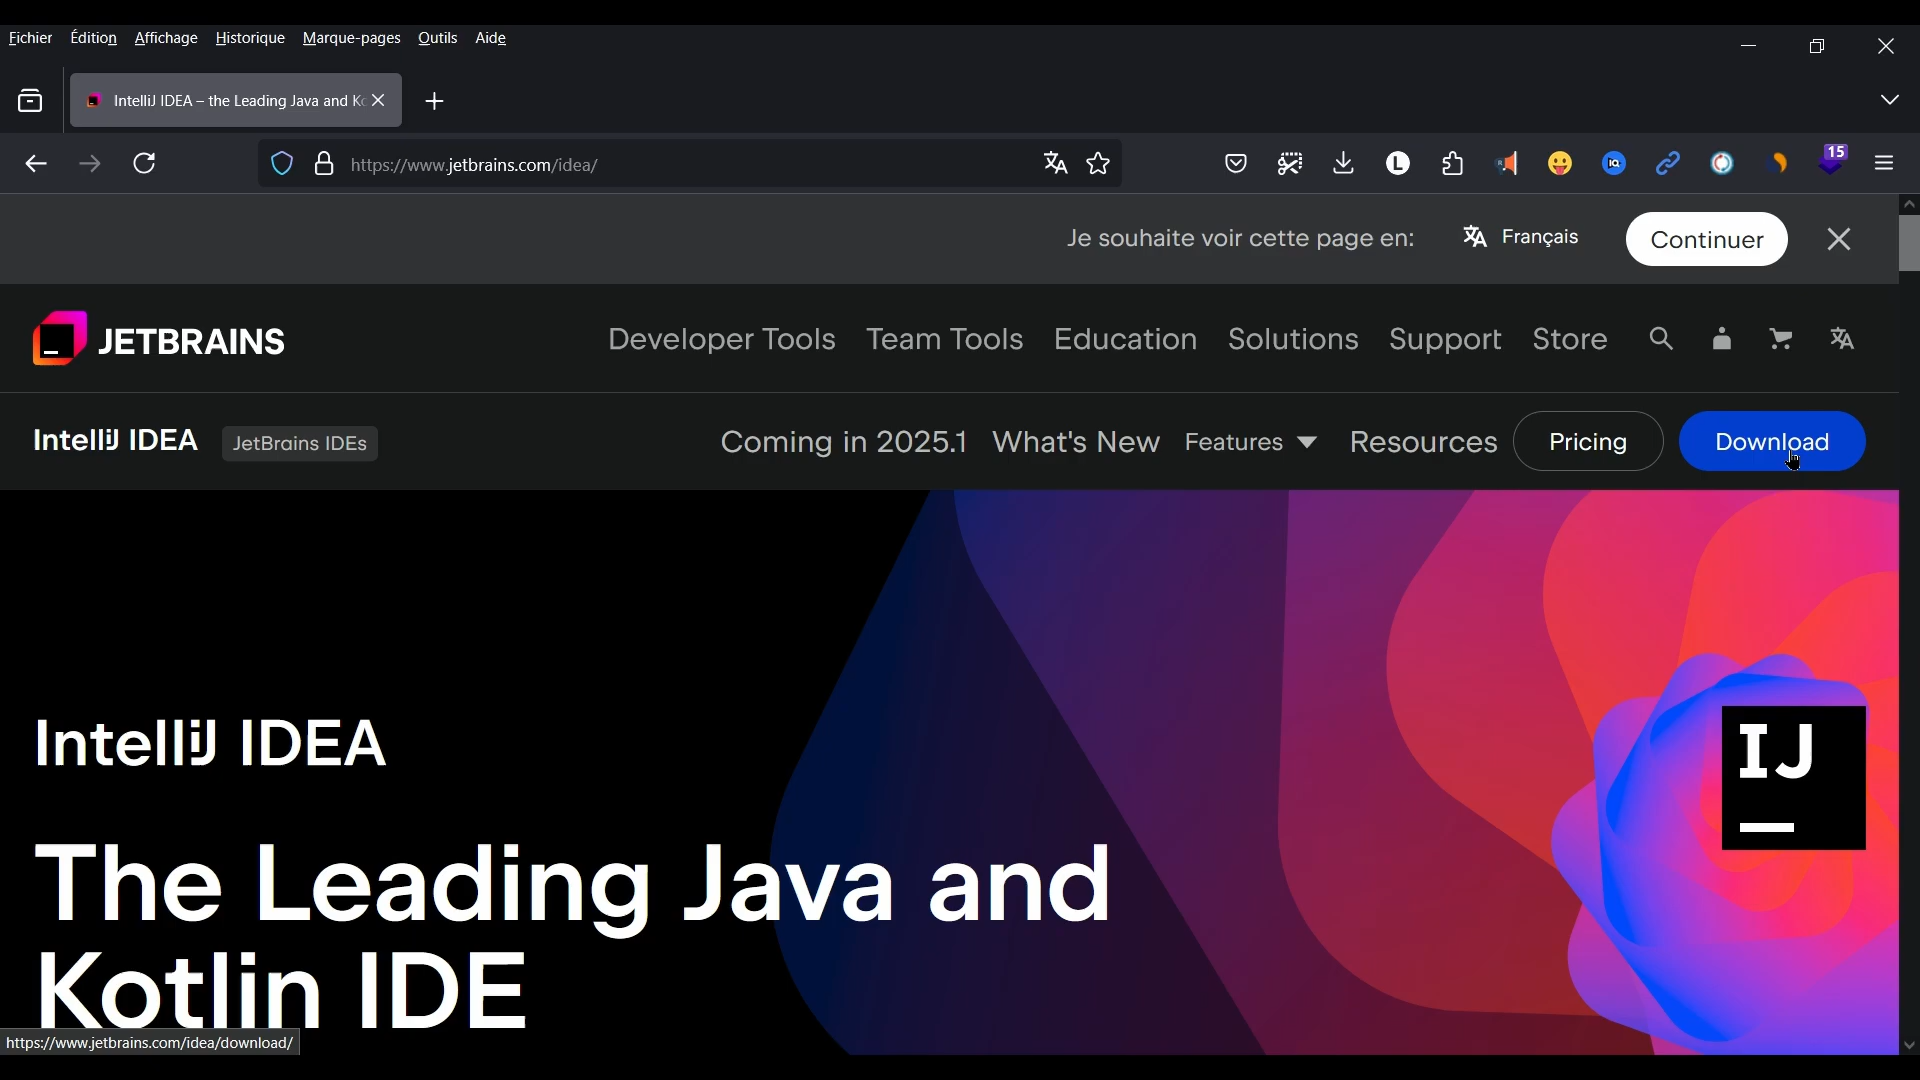 Fichier Édition Affichage Historique Marque-pages Outils Aide
IntelliJ IDEA – the Leading Java and Ko
https://www.jetbrains.com/idea/
L
IQ
15
Je souhaite voir cette page en: Français Continuer
JETBRAINS
Developer Tools Team Tools Education Solutions Support Store
IntelliJ IDEA JetBrains IDEs
Coming in 2025.1 What's New Features Resources Pricing Download
IntelliJ IDEA
IJ
The Leading Java and
Kotlin IDE
https://www.jetbrains.com/idea/download/